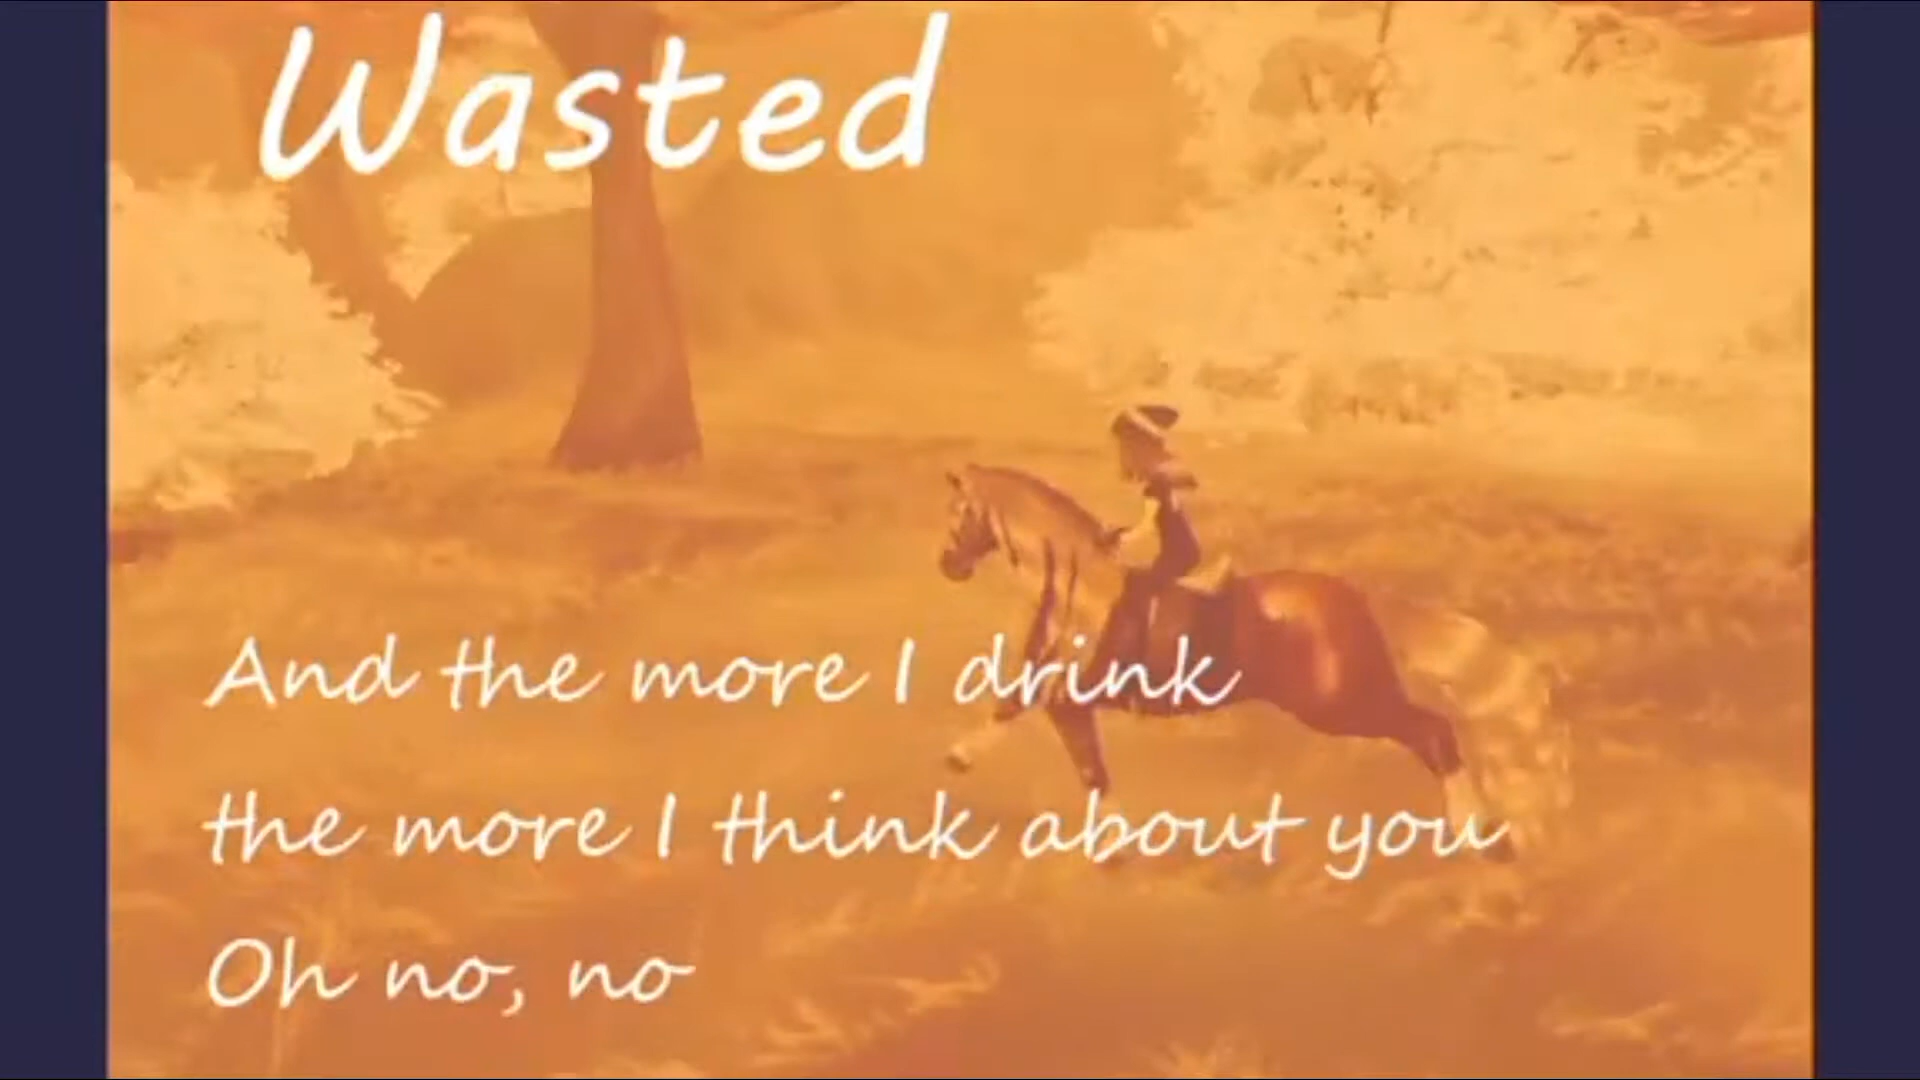 Wasted
And the more I drink
the more I think about you
Oh no, no